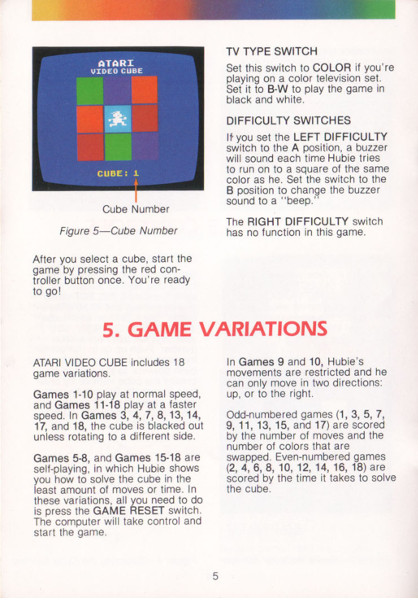 ATARI
VIDEO CUBE
CUBE: 1
Cube Number
Figure 5—Cube Number
After you select a cube, start the
game by pressing the red con-
troller button once. You're ready
to go!
TV TYPE SWITCH
Set this switch to COLOR if you're
playing on a color television set.
Set it to B-W to play the game in
black and white.
DIFFICULTY SWITCHES
If you set the LEFT DIFFICULTY
switch to the A position, a buzzer
will sound each time Hubie tries
to run on to a square of the same
color as he. Set the switch to the
B position to change the buzzer
sound to a "beep."
The RIGHT DIFFICULTY switch
has no function in this game.
5. GAME VARIATIONS
ATARI VIDEO CUBE includes 18
game variations.
Games 1-10 play at normal speed,
and Games 11-18 play at a faster
speed. In Games 3, 4, 7, 8, 13, 14,
17, and 18, the cube is blacked out
unless rotating to a different side.
Games 5-8, and Games 15-18 are
self-playing, in which Hubie shows
you how to solve the cube in the
least amount of moves or time. In
these variations, all you need to do
is press the GAME RESET switch.
The computer will take control and
start the game.
In Games 9 and 10, Hubie's
movements are restricted and he
can only move in two directions:
up, or to the right.
Odd-numbered games (1, 3, 5, 7,
9, 11, 13, 15, and 17) are scored
by the number of moves and the
number of colors that are
swapped. Even-numbered games
(2, 4, 6, 8, 10, 12, 14, 16, 18) are
scored by the time it takes to solve
the cube.
5